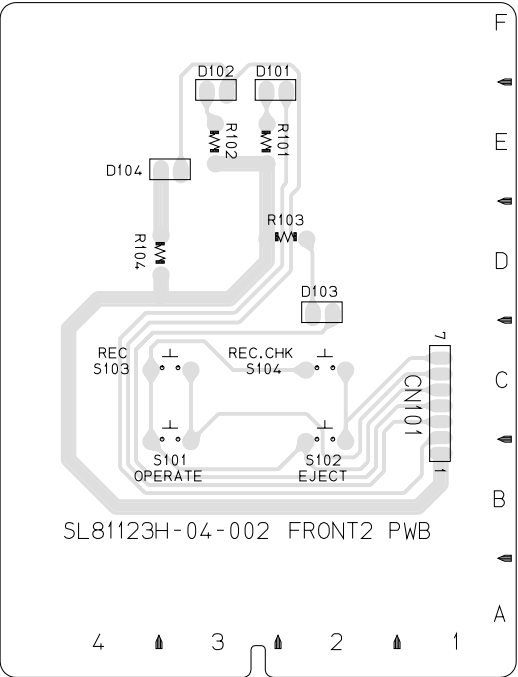 F
D102
D101
E
R102
R101
D104
R103
R104
D
D103
7
REC
S103
REC.CHK
S104
C
CN101
S101
OPERATE
S102
EJECT
1
B
SL81123H-04-002 FRONT2 PWB
A
4 3 2 1